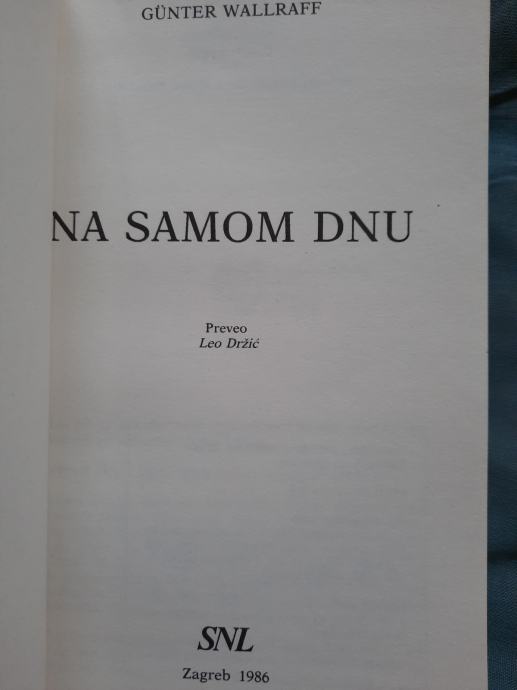 GÜNTER WALLRAFF
NA SAMOM DNU
Preveo
Leo Držić
SNL
Zagreb 1986